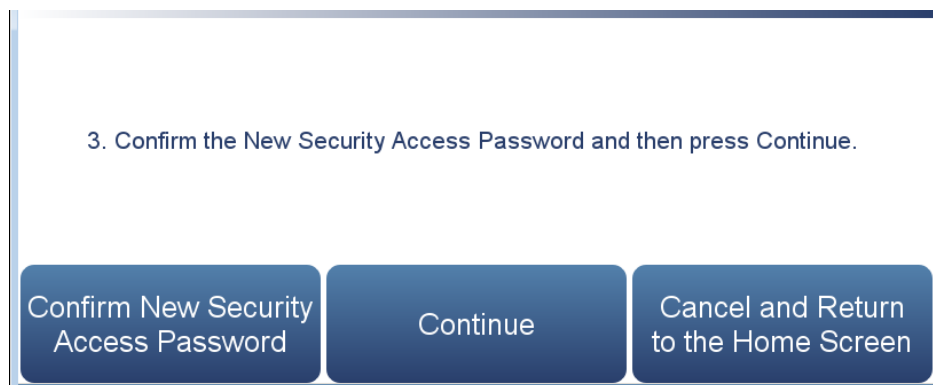 3. Confirm the New Security Access Password and then press Continue.
Confirm New Security
Access Password
Continue
Cancel and Return
to the Home Screen